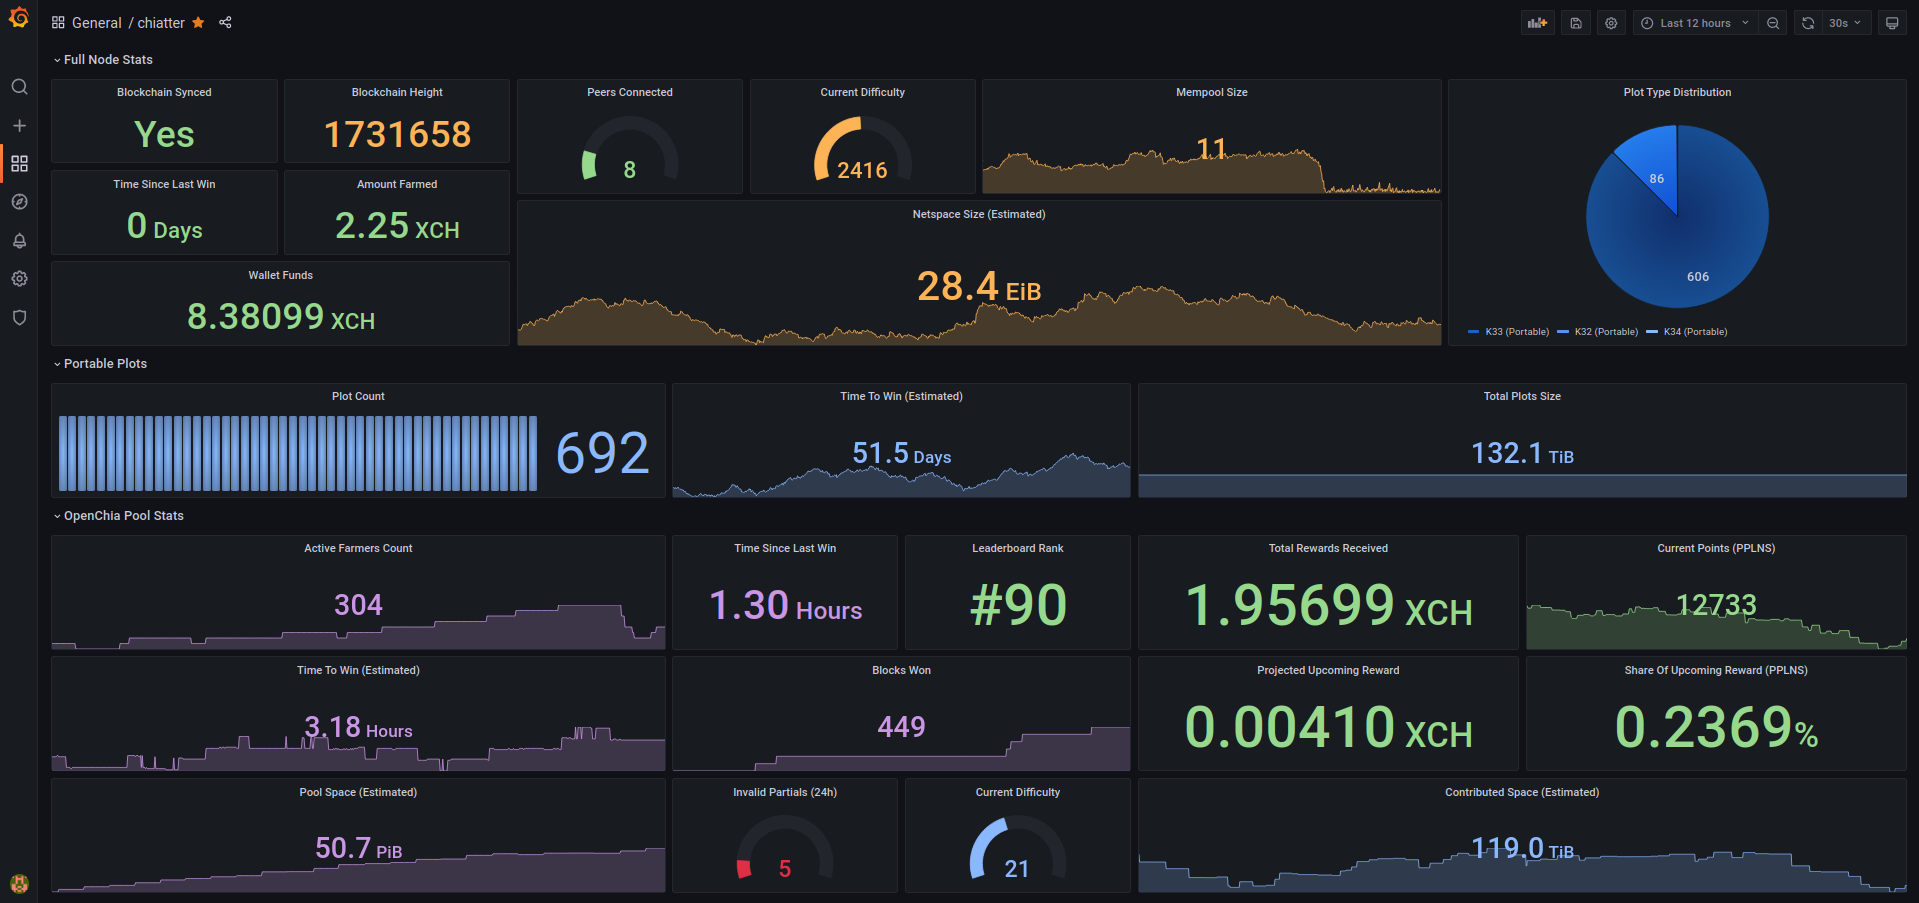 General / chiatter
Last 12 hours
30s
Full Node Stats
Blockchain Synced
Yes
Blockchain Height
1731658
Peers Connected
8
Current Difficulty
2416
Mempool Size
11
Plot Type Distribution
86
606
K33 (Portable) K32 (Portable) K34 (Portable)
Time Since Last Win
0 Days
Amount Farmed
2.25 XCH
Netspace Size (Estimated)
28.4 EiB
Wallet Funds
8.38099 XCH
Portable Plots
Plot Count
692
Time To Win (Estimated)
51.5 Days
Total Plots Size
132.1 TiB
OpenChia Pool Stats
Active Farmers Count
304
Time Since Last Win
1.30 Hours
Leaderboard Rank
#90
Total Rewards Received
1.95699 XCH
Current Points (PPLNS)
12733
Time To Win (Estimated)
3.18 Hours
Blocks Won
449
Projected Upcoming Reward
0.00410 XCH
Share Of Upcoming Reward (PPLNS)
0.2369%
Pool Space (Estimated)
50.7 PiB
Invalid Partials (24h)
5
Current Difficulty
21
Contributed Space (Estimated)
119.0 TiB